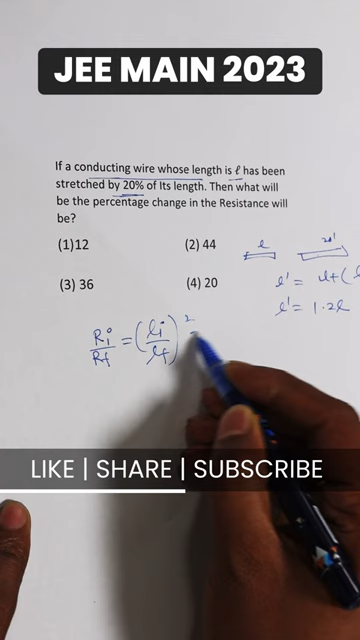 JEE MAIN 2023
If a conducting wire whose length is ℓ has been
stretched by 20% of Its length. Then what will
be the percentage change in the Resistance will
be?
(1)12
(2) 44
(3) 36
(4) 20
ℓ
ℓ' = ℓ+(
ℓ' = 1.2ℓ
Ri/Rf = (ℓi/ℓf)² =
LIKE | SHARE | SUBSCRIBE